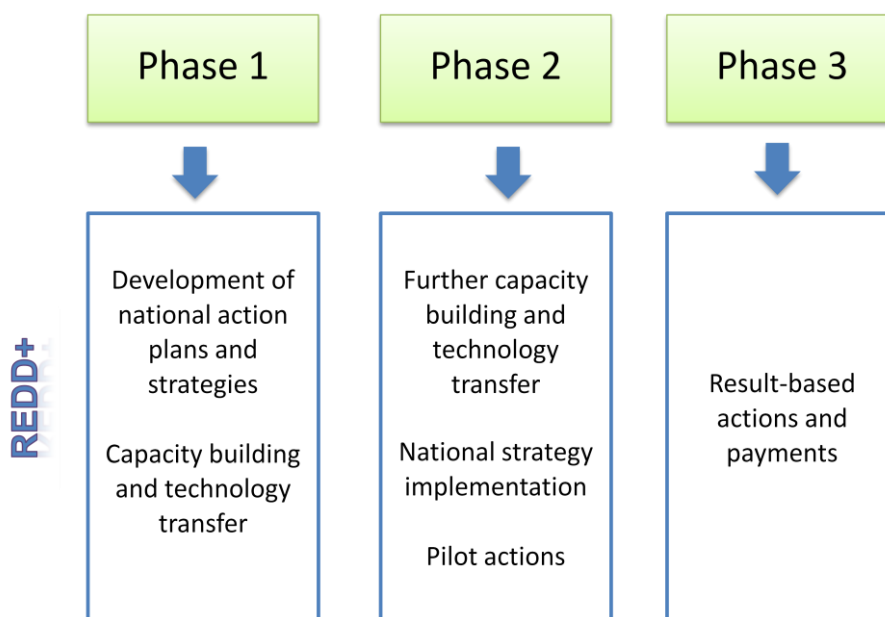 Phase 1
Phase 2
Phase 3
REDD+
Development of
national action
plans and
strategies
Capacity building
and technology
transfer
Further capacity
building and
technology
transfer
National strategy
implementation
Pilot actions
Result-based
actions and
payments